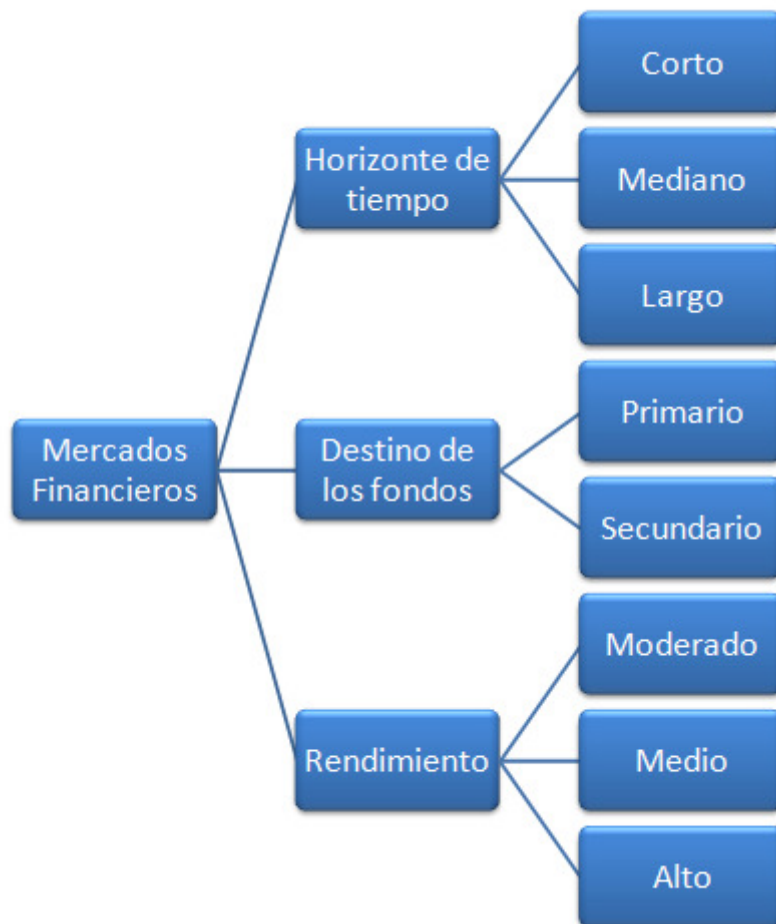 Mercados
Financieros
Horizonte de
tiempo
Corto
Mediano
Largo
Destino de
los fondos
Primario
Secundario
Rendimiento
Moderado
Medio
Alto